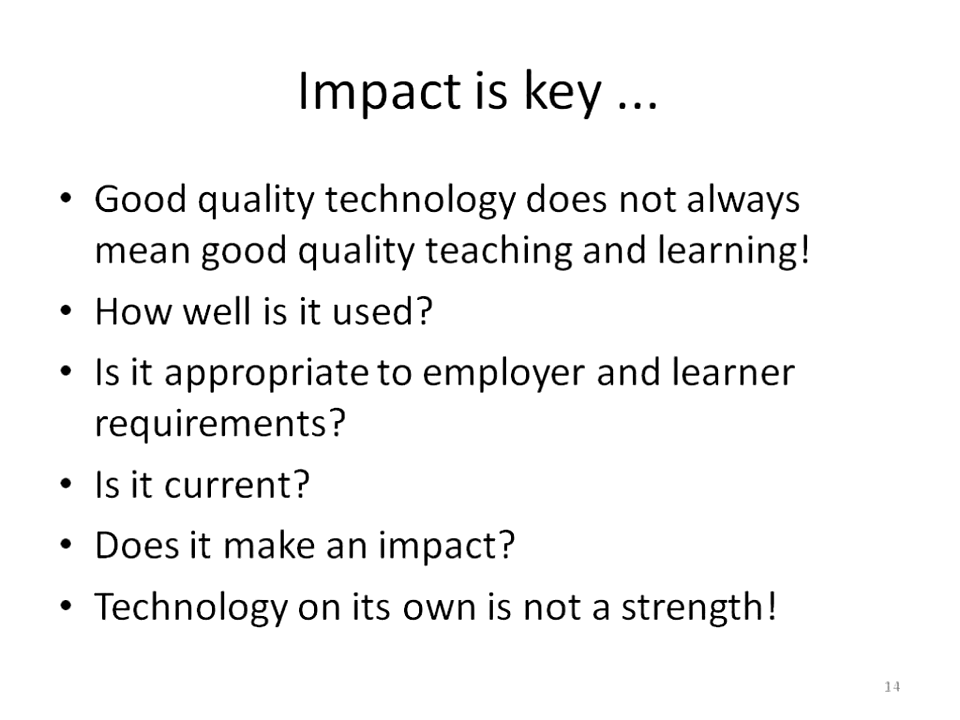 Impact is key ...
• Good quality technology does not always
mean good quality teaching and learning!
• How well is it used?
• Is it appropriate to employer and learner
requirements?
• Is it current?
• Does it make an impact?
• Technology on its own is not a strength!
14